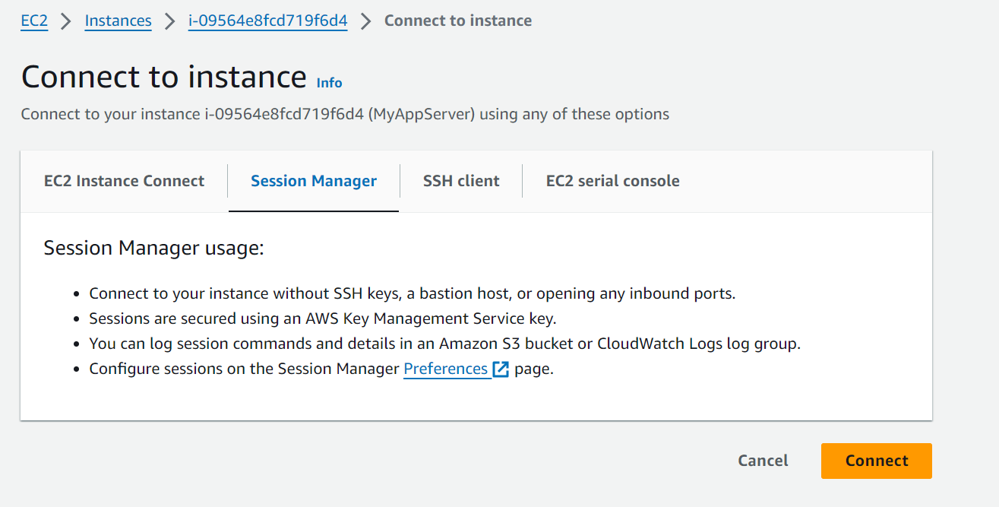 EC2 > Instances > i-09564e8fcd719f6d4 > Connect to instance
Connect to instance Info
Connect to your instance i-09564e8fcd719f6d4 (MyAppServer) using any of these options
EC2 Instance Connect Session Manager SSH client EC2 serial console
Session Manager usage:
• Connect to your instance without SSH keys, a bastion host, or opening any inbound ports.
• Sessions are secured using an AWS Key Management Service key.
• You can log session commands and details in an Amazon S3 bucket or CloudWatch Logs log group.
• Configure sessions on the Session Manager Preferences page.
Cancel Connect